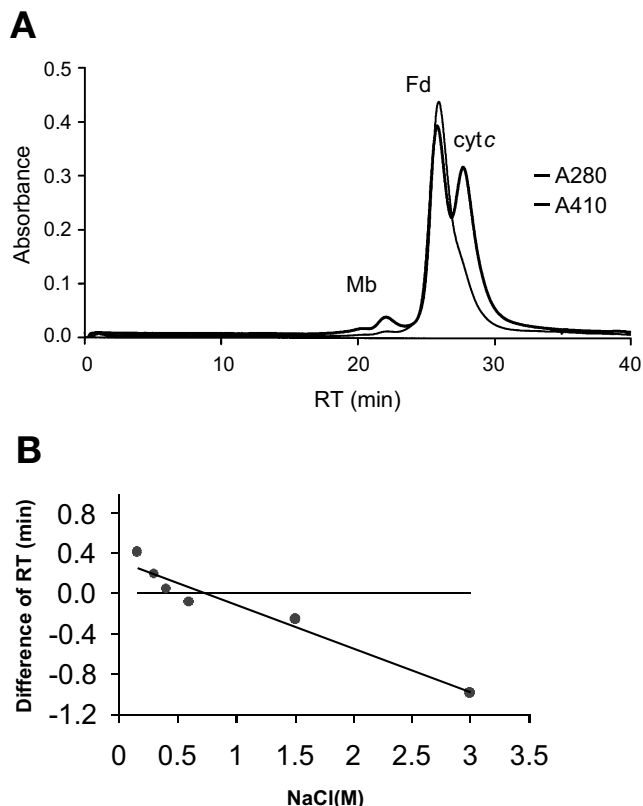 A
0.5
0.4
0.3
0.2
0.1
0.0
Absorbance
Fd
cytc
A280
A410
Mb
0 10 20 30 40
RT (min)
B
0.8
0.4
0.0
-0.4
-0.8
-1.2
Difference of RT (min)
0 0.5 1 1.5 2 2.5 3 3.5
NaCl(M)